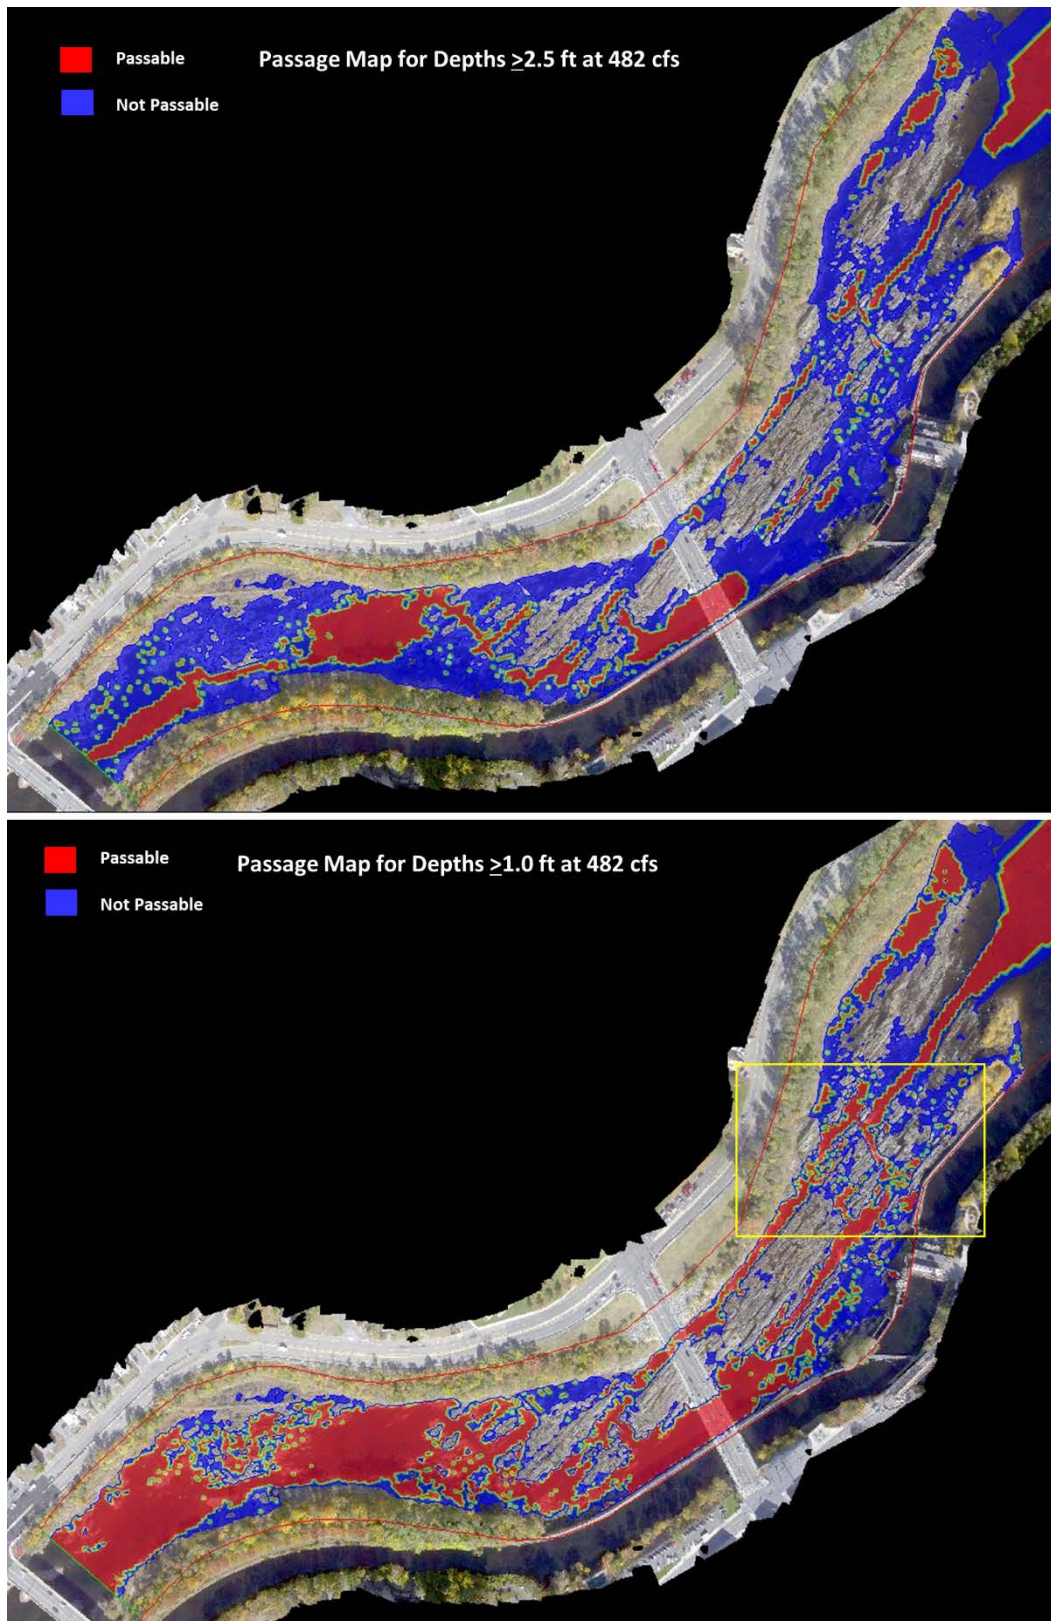 Passable
Passage Map for Depths ≥2.5 ft at 482 cfs
Not Passable
Passable
Passage Map for Depths ≥1.0 ft at 482 cfs
Not Passable